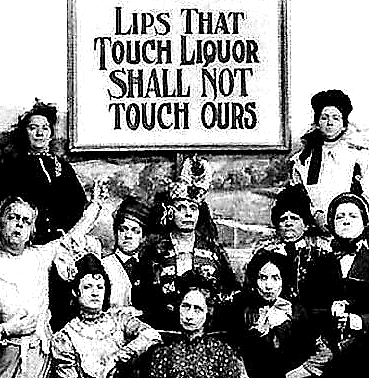 LIPS THAT
TOUCH LIQUOR
SHALL NOT
TOUCH OURS